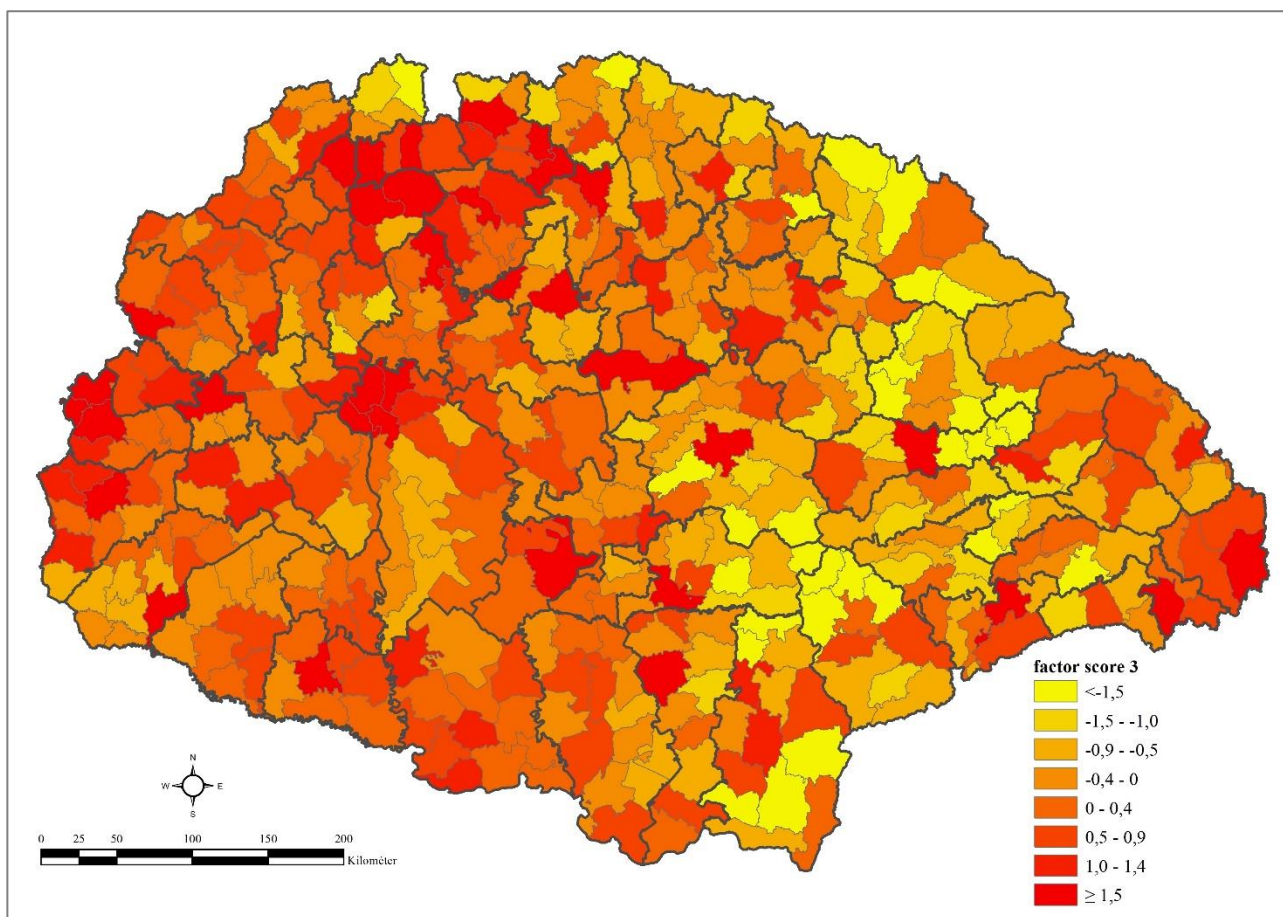 factor score 3
<-1,5
-1,5 - -1,0
-0,9 - -0,5
-0,4 - 0
0 - 0,4
0,5 - 0,9
1,0 - 1,4
≥ 1,5
N
W E
S
0 25 50 100 150 200
Kilométer